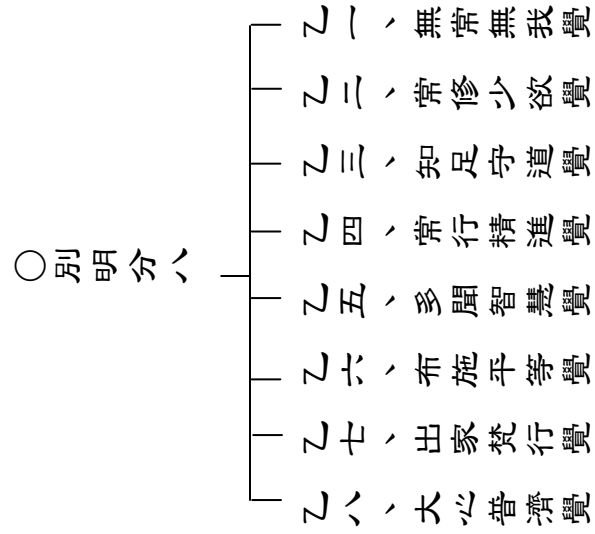 ○別明分八
乙一、無常無我覺
乙二、常修少欲覺
乙三、知足守道覺
乙四、常行精進覺
乙五、多聞智慧覺
乙六、布施平等覺
乙七、出家梵行覺
乙八、大心普濟覺